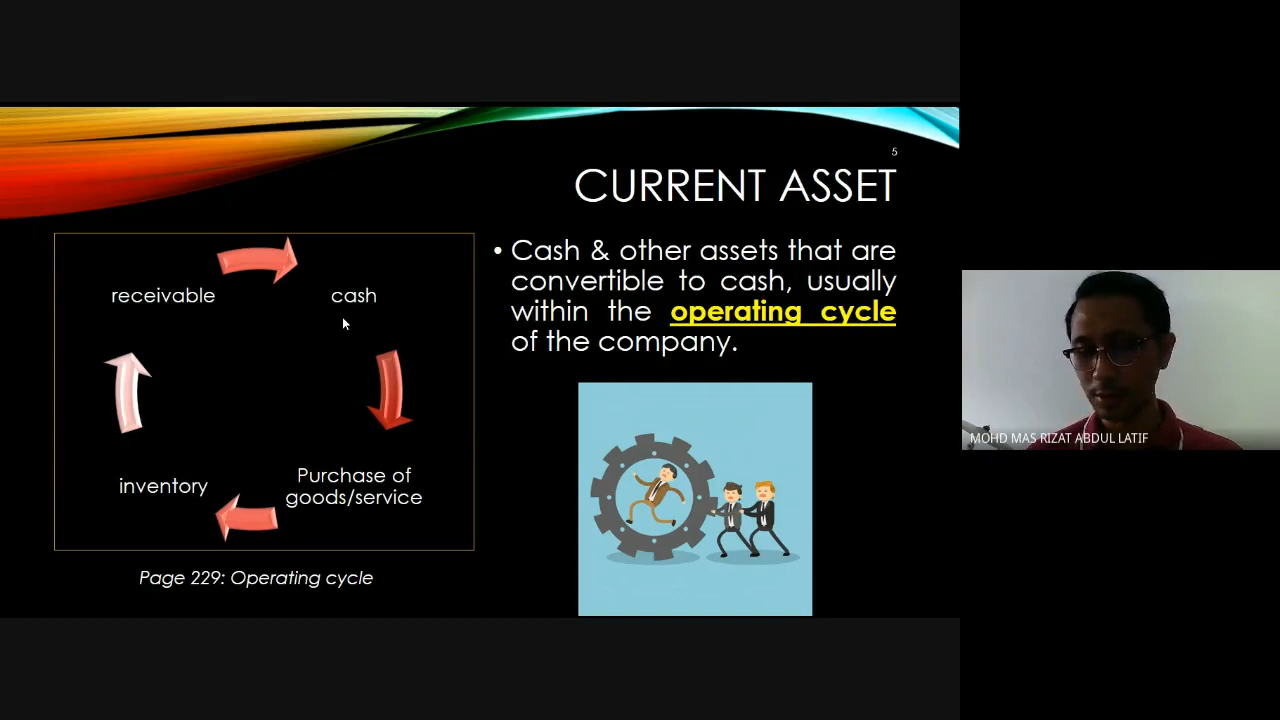 5
CURRENT ASSET
receivable
cash
Purchase of
goods/service
inventory
Page 229: Operating cycle
• Cash & other assets that are
convertible to cash, usually
within the operating cycle
of the company.
MOHD MAS RIZAT ABDUL LATIF